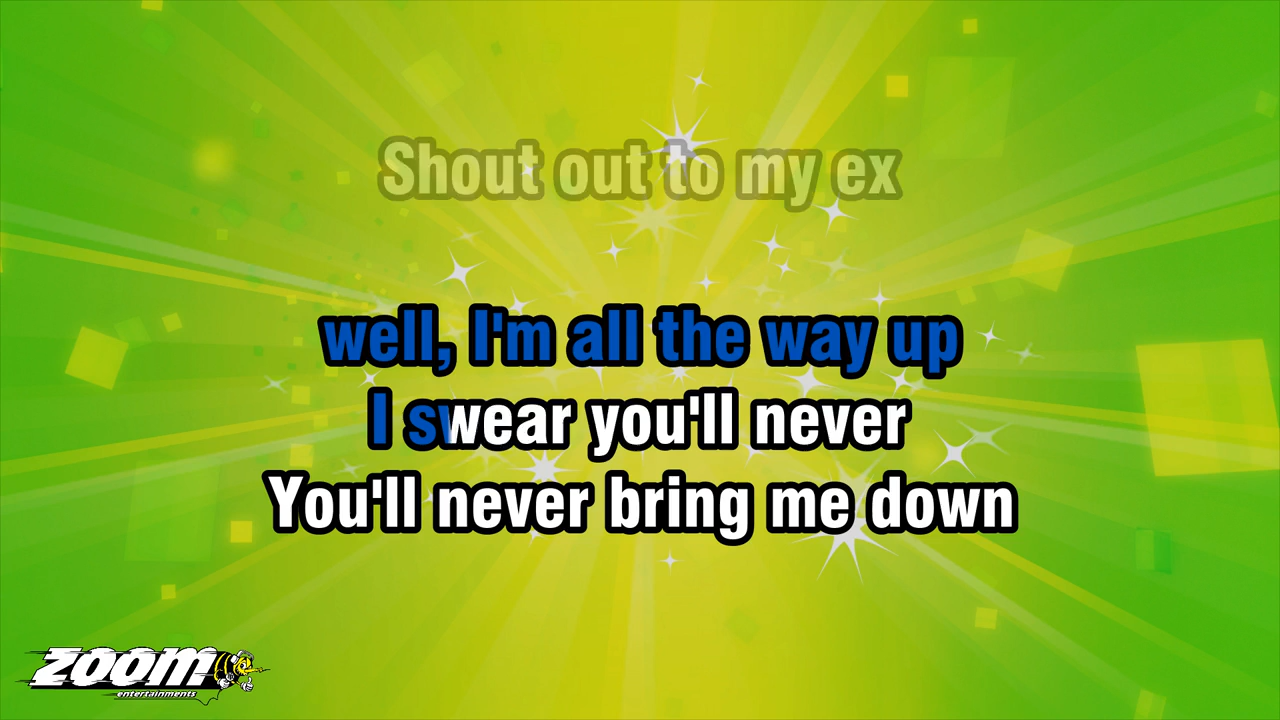 Shout out to my ex
well, I'm all the way up
I swear you'll never
You'll never bring me down
zoom
entertainments